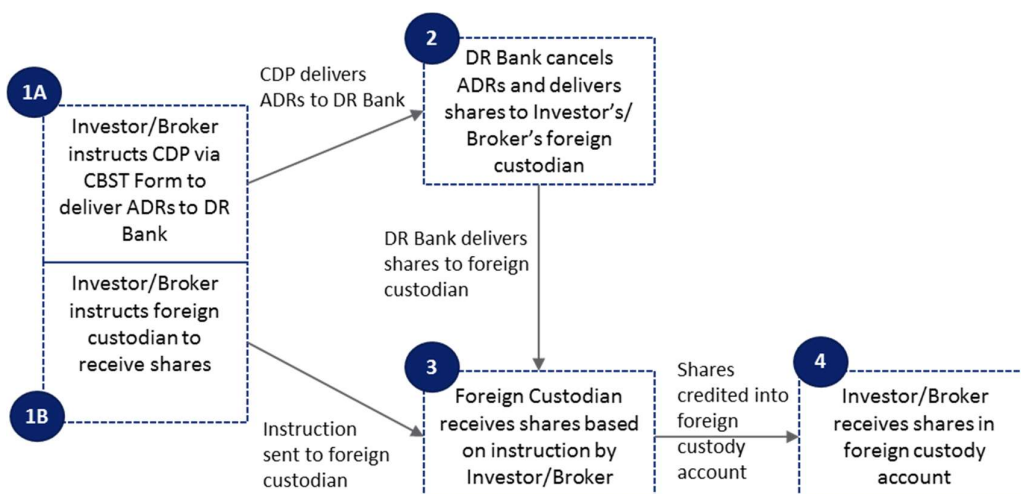 1A
Investor/Broker
instructs CDP via
CBST Form to
deliver ADRs to DR
Bank
Investor/Broker
instructs foreign
custodian to
receive shares
1B
CDP delivers
ADRs to DR Bank
2
DR Bank cancels
ADRs and delivers
shares to Investor’s/
Broker’s foreign
custodian
DR Bank delivers
shares to foreign
custodian
Instruction
sent to foreign
custodian
3
Foreign Custodian
receives shares based
on instruction by
Investor/Broker
Shares
credited into
foreign
custody
account
4
Investor/Broker
receives shares in
foreign custody
account